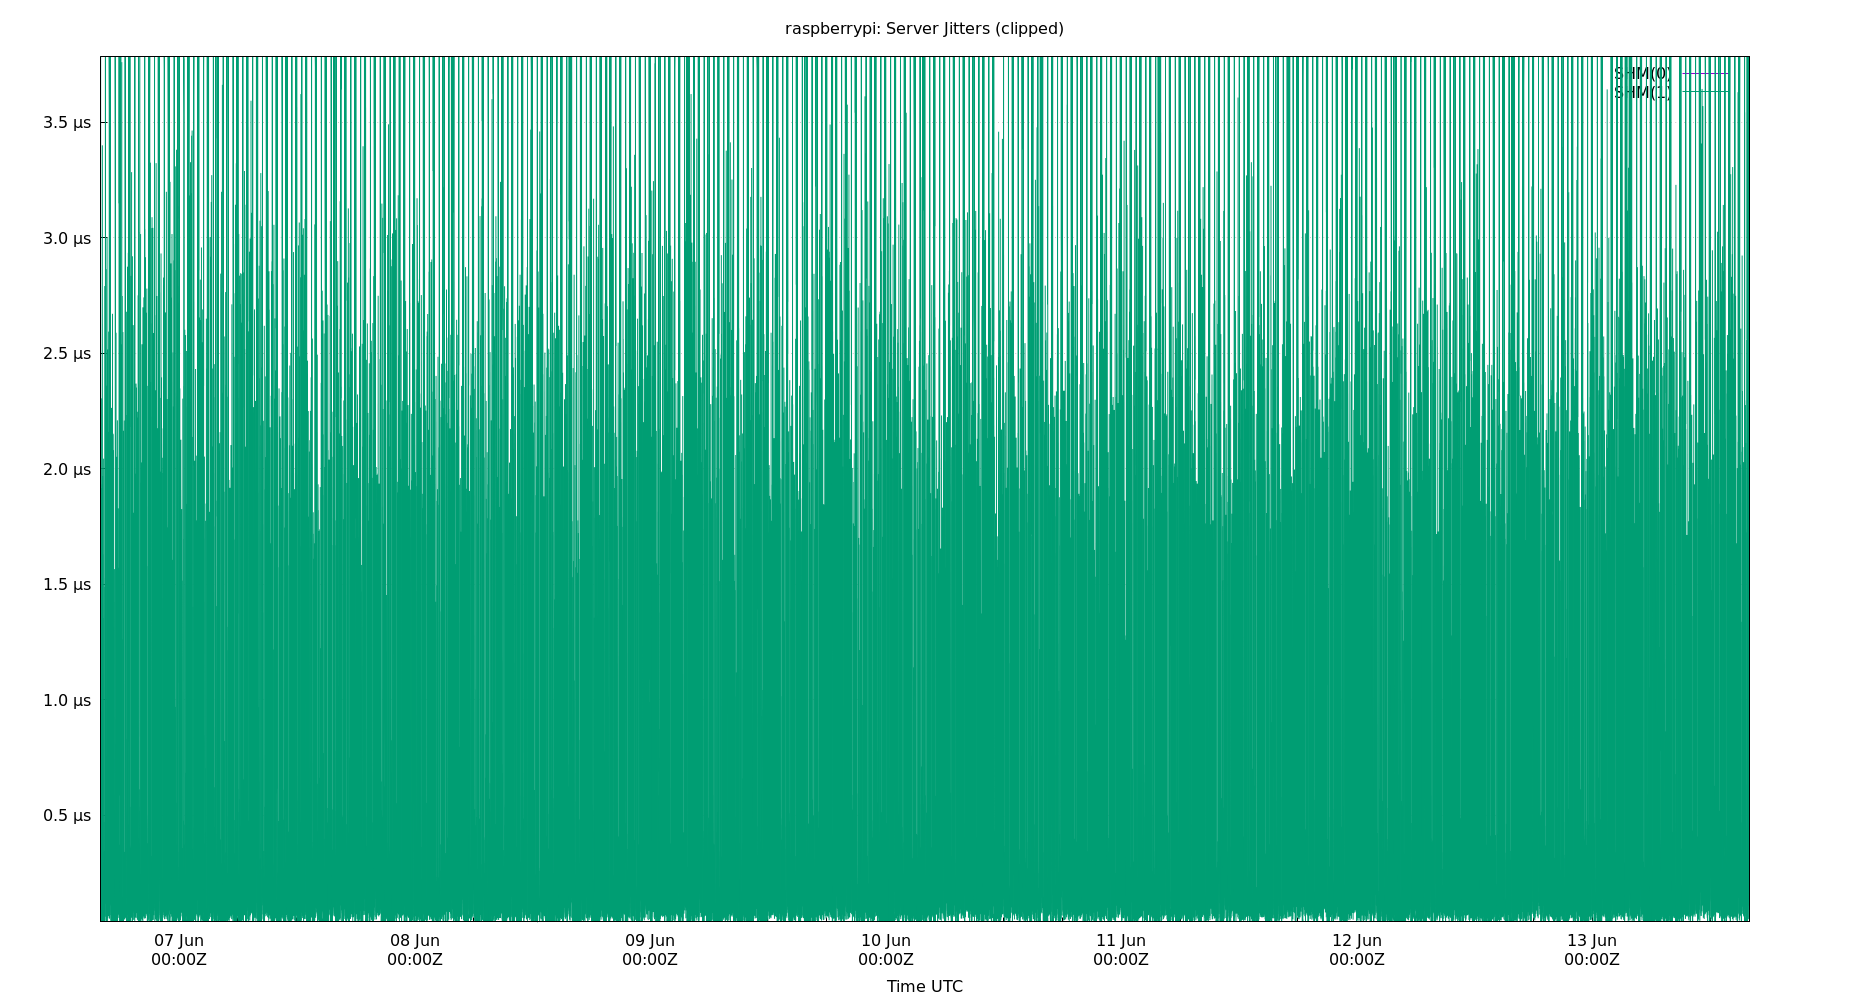 raspberrypi: Server Jitters (clipped)
SHM(0)
SHM(1)
3.5 μs
3.0 μs
2.5 μs
2.0 μs
1.5 μs
1.0 μs
0.5 μs
07 Jun 08 Jun 09 Jun 10 Jun 11 Jun 12 Jun 13 Jun
00:00Z 00:00Z 00:00Z 00:00Z 00:00Z 00:00Z 00:00Z
Time UTC